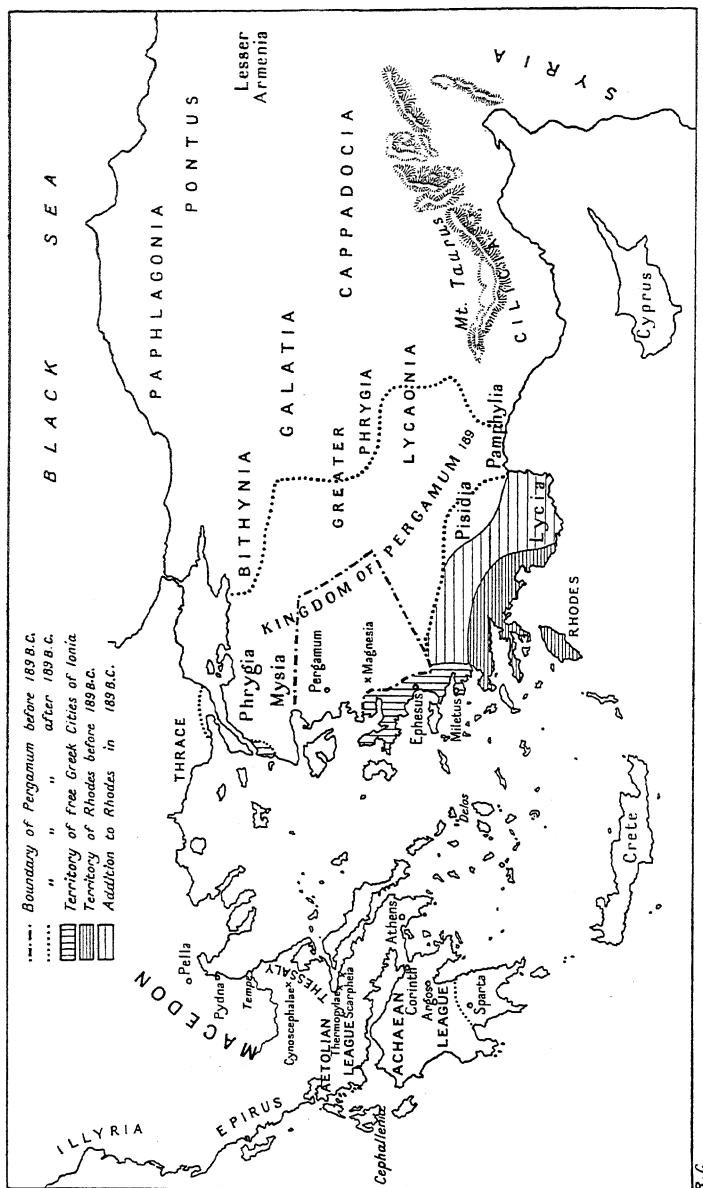 Boundary of Pergamum before 189 B.C.
" " " after 189 B.C.
Territory of free Greek Cities of Ionia
Territory of Rhodes before 189 B.C.
Addition to Rhodes in 189 B.C.
BLACK SEA
ILLYRIA
EPIRUS
MACEDON
Pella
Pydna
Tempe
THESSALY
Cynoscephalae
AETOLIAN
LEAGUE
Thermopylae
Scarpheia
Cephallenia
ACHAEAN
LEAGUE
Corinth
Argos
Athens
Sparta
Delos
Crete
THRACE
Phrygia
Mysia
Pergamum
Magnesia
Ephesus
Miletus
RHODES
KINGDOM OF PERGAMUM 189
BITHYNIA
PAPHLAGONIA
PONTUS
Lesser
Armenia
GALATIA
GREATER
PHRYGIA
LYCAONIA
CAPPADOCIA
Pisidia
Pamphylia
Lycia
Mt. Taurus
CILICIA
Cyprus
SYRIA